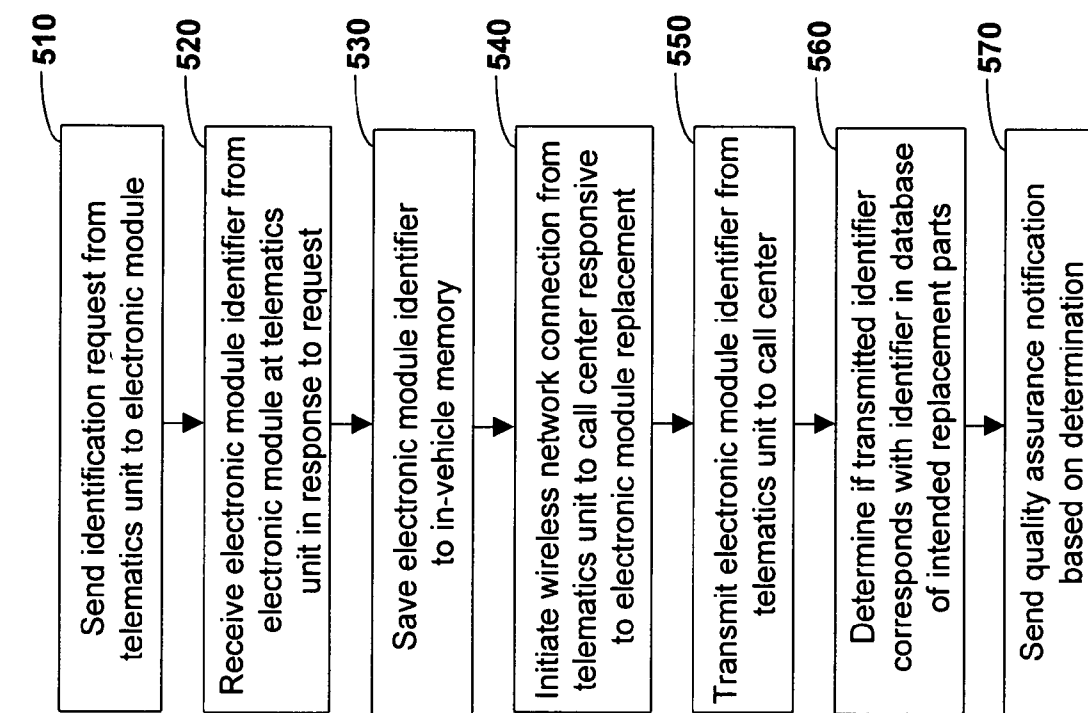 510
Send identification request from
telematics unit to electronic module
520
Receive electronic module identifier from
electronic module at telematics
unit in response to request
530
Save electronic module identifier
to in-vehicle memory
540
Initiate wireless network connection from
telematics unit to call center responsive
to electronic module replacement
550
Transmit electronic module identifier from
telematics unit to call center
560
Determine if transmitted identifier
corresponds with identifier in database
of intended replacement parts
570
Send quality assurance notification
based on determination